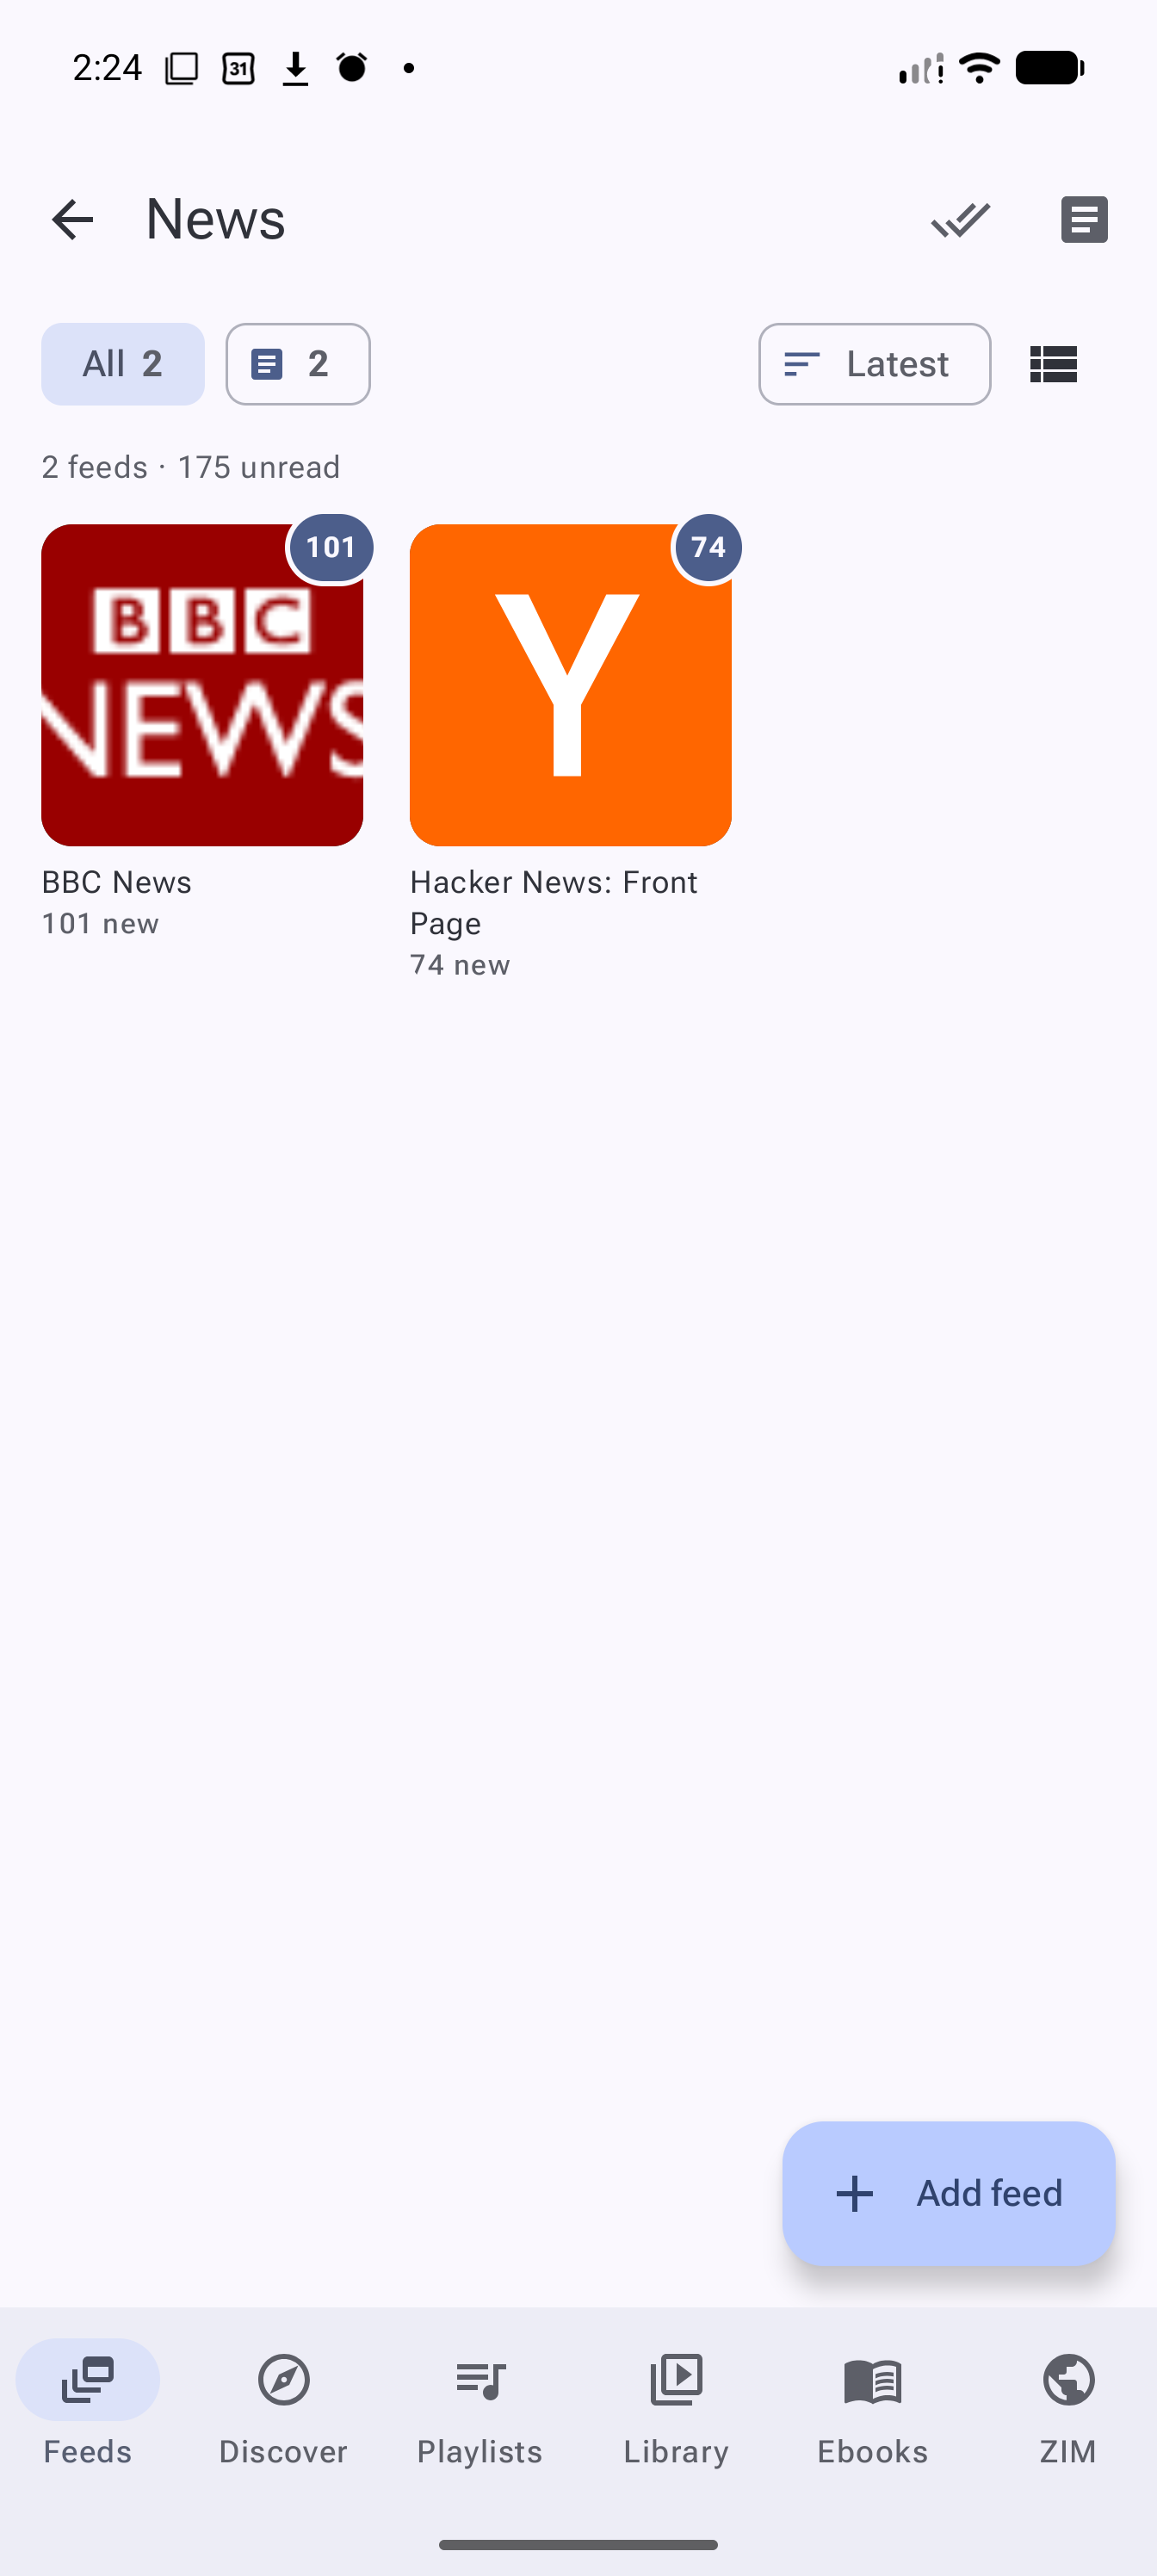 2:24
31
News
All 2
2
Latest
2 feeds · 175 unread
101
74
BBC
NEWS
Y
BBC News
101 new
Hacker News: Front
Page
74 new
Add feed
Feeds
Discover
Playlists
Library
Ebooks
ZIM